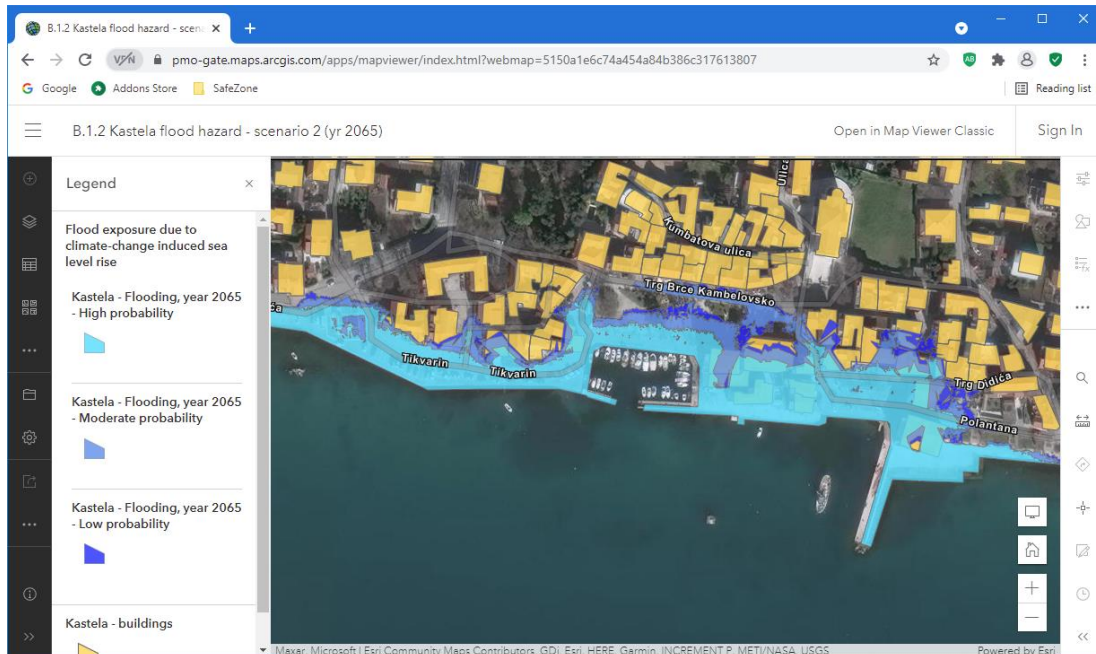 B.1.2 Kastela flood hazard - scen
VPN
pmo-gate.maps.arcgis.com/apps/mapviewer/index.html?webmap=5150a1e6c74a454a84b386c317613807
AB
Google
Addons Store
SafeZone
Reading list
B.1.2 Kastela flood hazard - scenario 2 (yr 2065)
Open in Map Viewer Classic
Sign In
Legend
Flood exposure due to
climate-change induced sea
level rise
Kastela - Flooding, year 2065
- High probability
Kastela - Flooding, year 2065
- Moderate probability
Kastela - Flooding, year 2065
- Low probability
Kastela - buildings
Ulica
Kumbatova ulica
Trg Brce Kambelovsko
ća
Tikvarin
Tikvarin
Trg Didića
Polantana
Maxar, Microsoft | Esri Community Maps Contributors, GDi, Esri, HERE, Garmin, INCREMENT P, METI/NASA, USGS
Powered by Esri